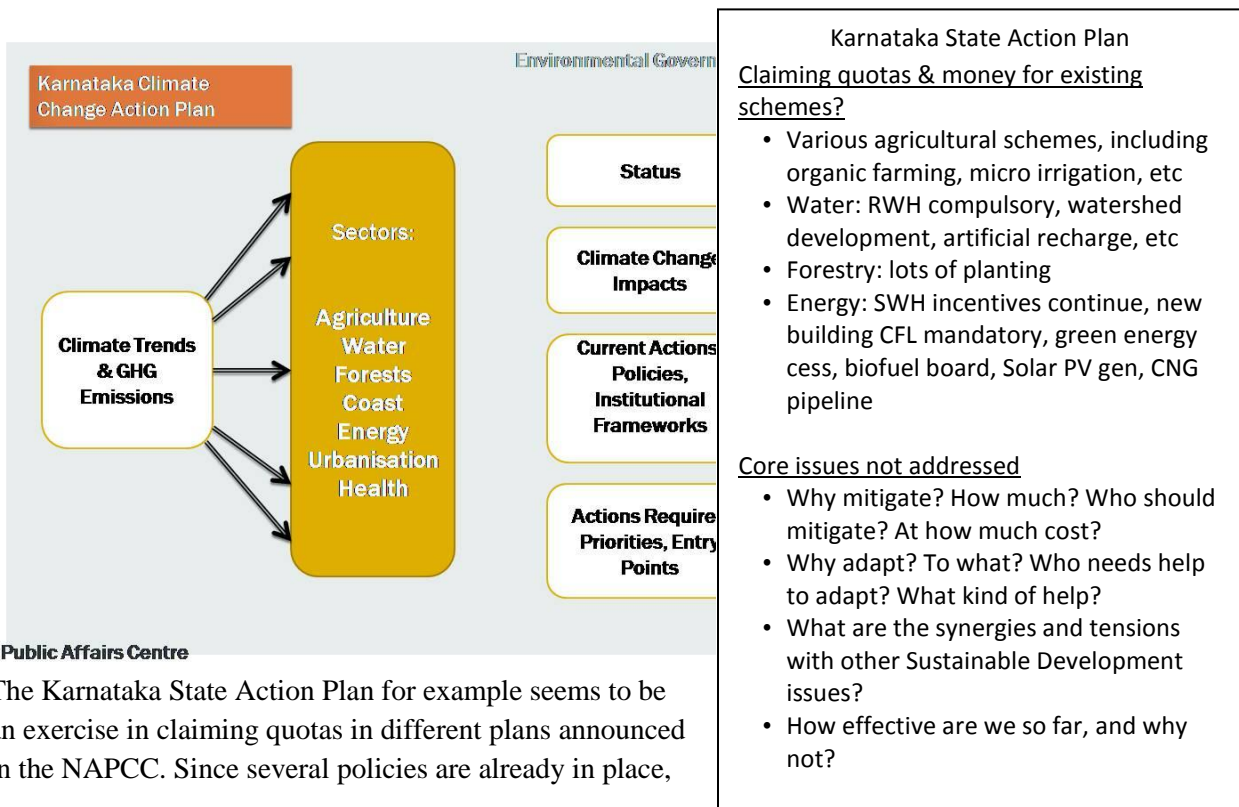 Environmental Govern
Karnataka Climate
Change Action Plan
Climate Trends
& GHG
Emissions
Sectors:
Agriculture
Water
Forests
Coast
Energy
Urbanisation
Health
Status
Climate Change
Impacts
Current Actions
Policies,
Institutional
Frameworks
Actions Require
Priorities, Entry
Points
Public Affairs Centre
The Karnataka State Action Plan for example seems to be
an exercise in claiming quotas in different plans announced
in the NAPCC. Since several policies are already in place,
Karnataka State Action Plan
Claiming quotas & money for existing
schemes?
• Various agricultural schemes, including
organic farming, micro irrigation, etc
• Water: RWH compulsory, watershed
development, artificial recharge, etc
• Forestry: lots of planting
• Energy: SWH incentives continue, new
building CFL mandatory, green energy
cess, biofuel board, Solar PV gen, CNG
pipeline
Core issues not addressed
• Why mitigate? How much? Who should
mitigate? At how much cost?
• Why adapt? To what? Who needs help
to adapt? What kind of help?
• What are the synergies and tensions
with other Sustainable Development
issues?
• How effective are we so far, and why
not?